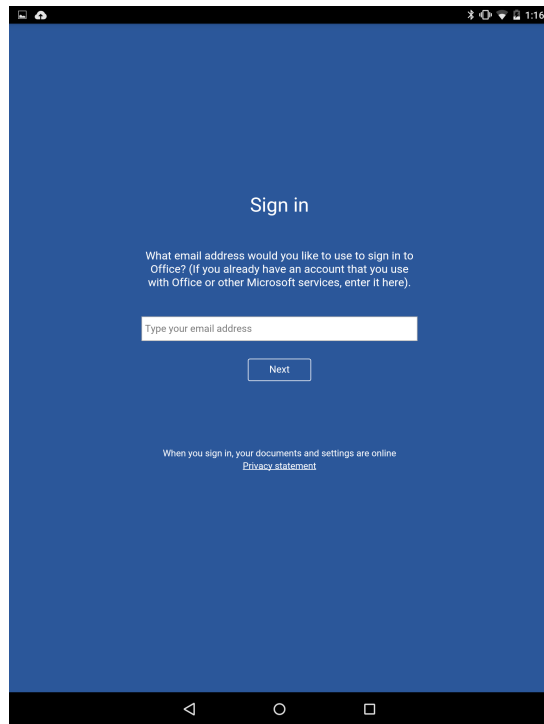 1:16
Sign in
What email address would you like to use to sign in to
Office? (If you already have an account that you use
with Office or other Microsoft services, enter it here).
Type your email address
Next
When you sign in, your documents and settings are online
Privacy statement